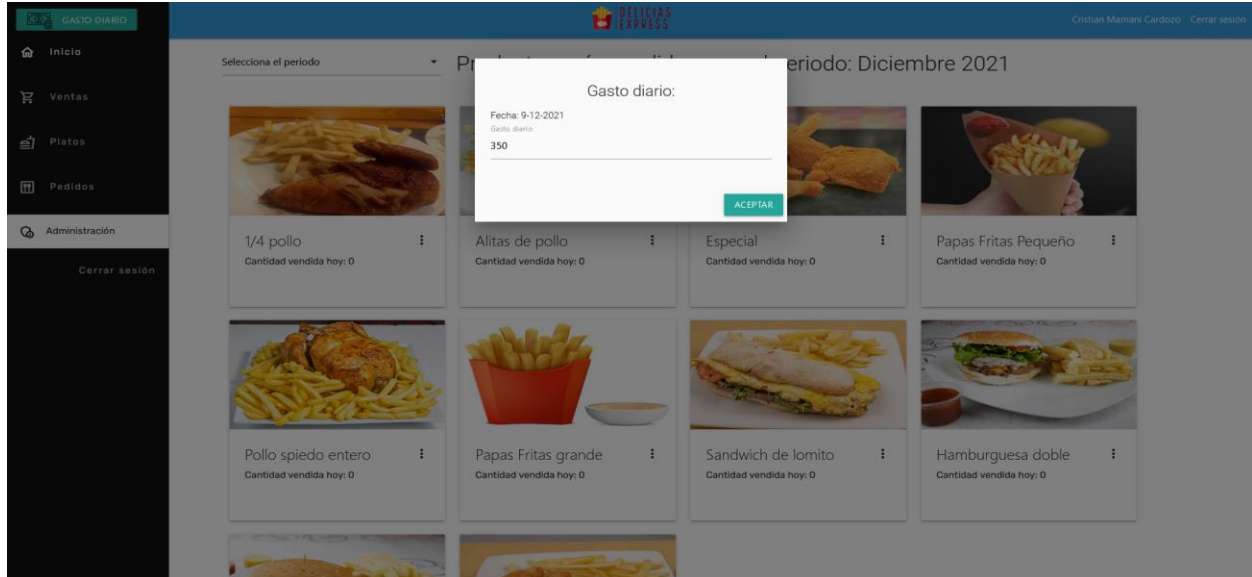 GASTO DIARIO
DELICIAS
EXPRESS
Cristian Mamani Cardozo Cerrar sesión
Inicio
Ventas
Platos
Pedidos
Administración
Cerrar sesión
Selecciona el periodo
eriodo: Diciembre 2021
Gasto diario:
Fecha: 9-12-2021
Gasto diario
350
ACEPTAR
1/4 pollo
Cantidad vendida hoy: 0
Alitas de pollo
Cantidad vendida hoy: 0
Especial
Cantidad vendida hoy: 0
Papas Fritas Pequeño
Cantidad vendida hoy: 0
Pollo spiedo entero
Cantidad vendida hoy: 0
Papas Fritas grande
Cantidad vendida hoy: 0
Sandwich de lomito
Cantidad vendida hoy: 0
Hamburguesa doble
Cantidad vendida hoy: 0